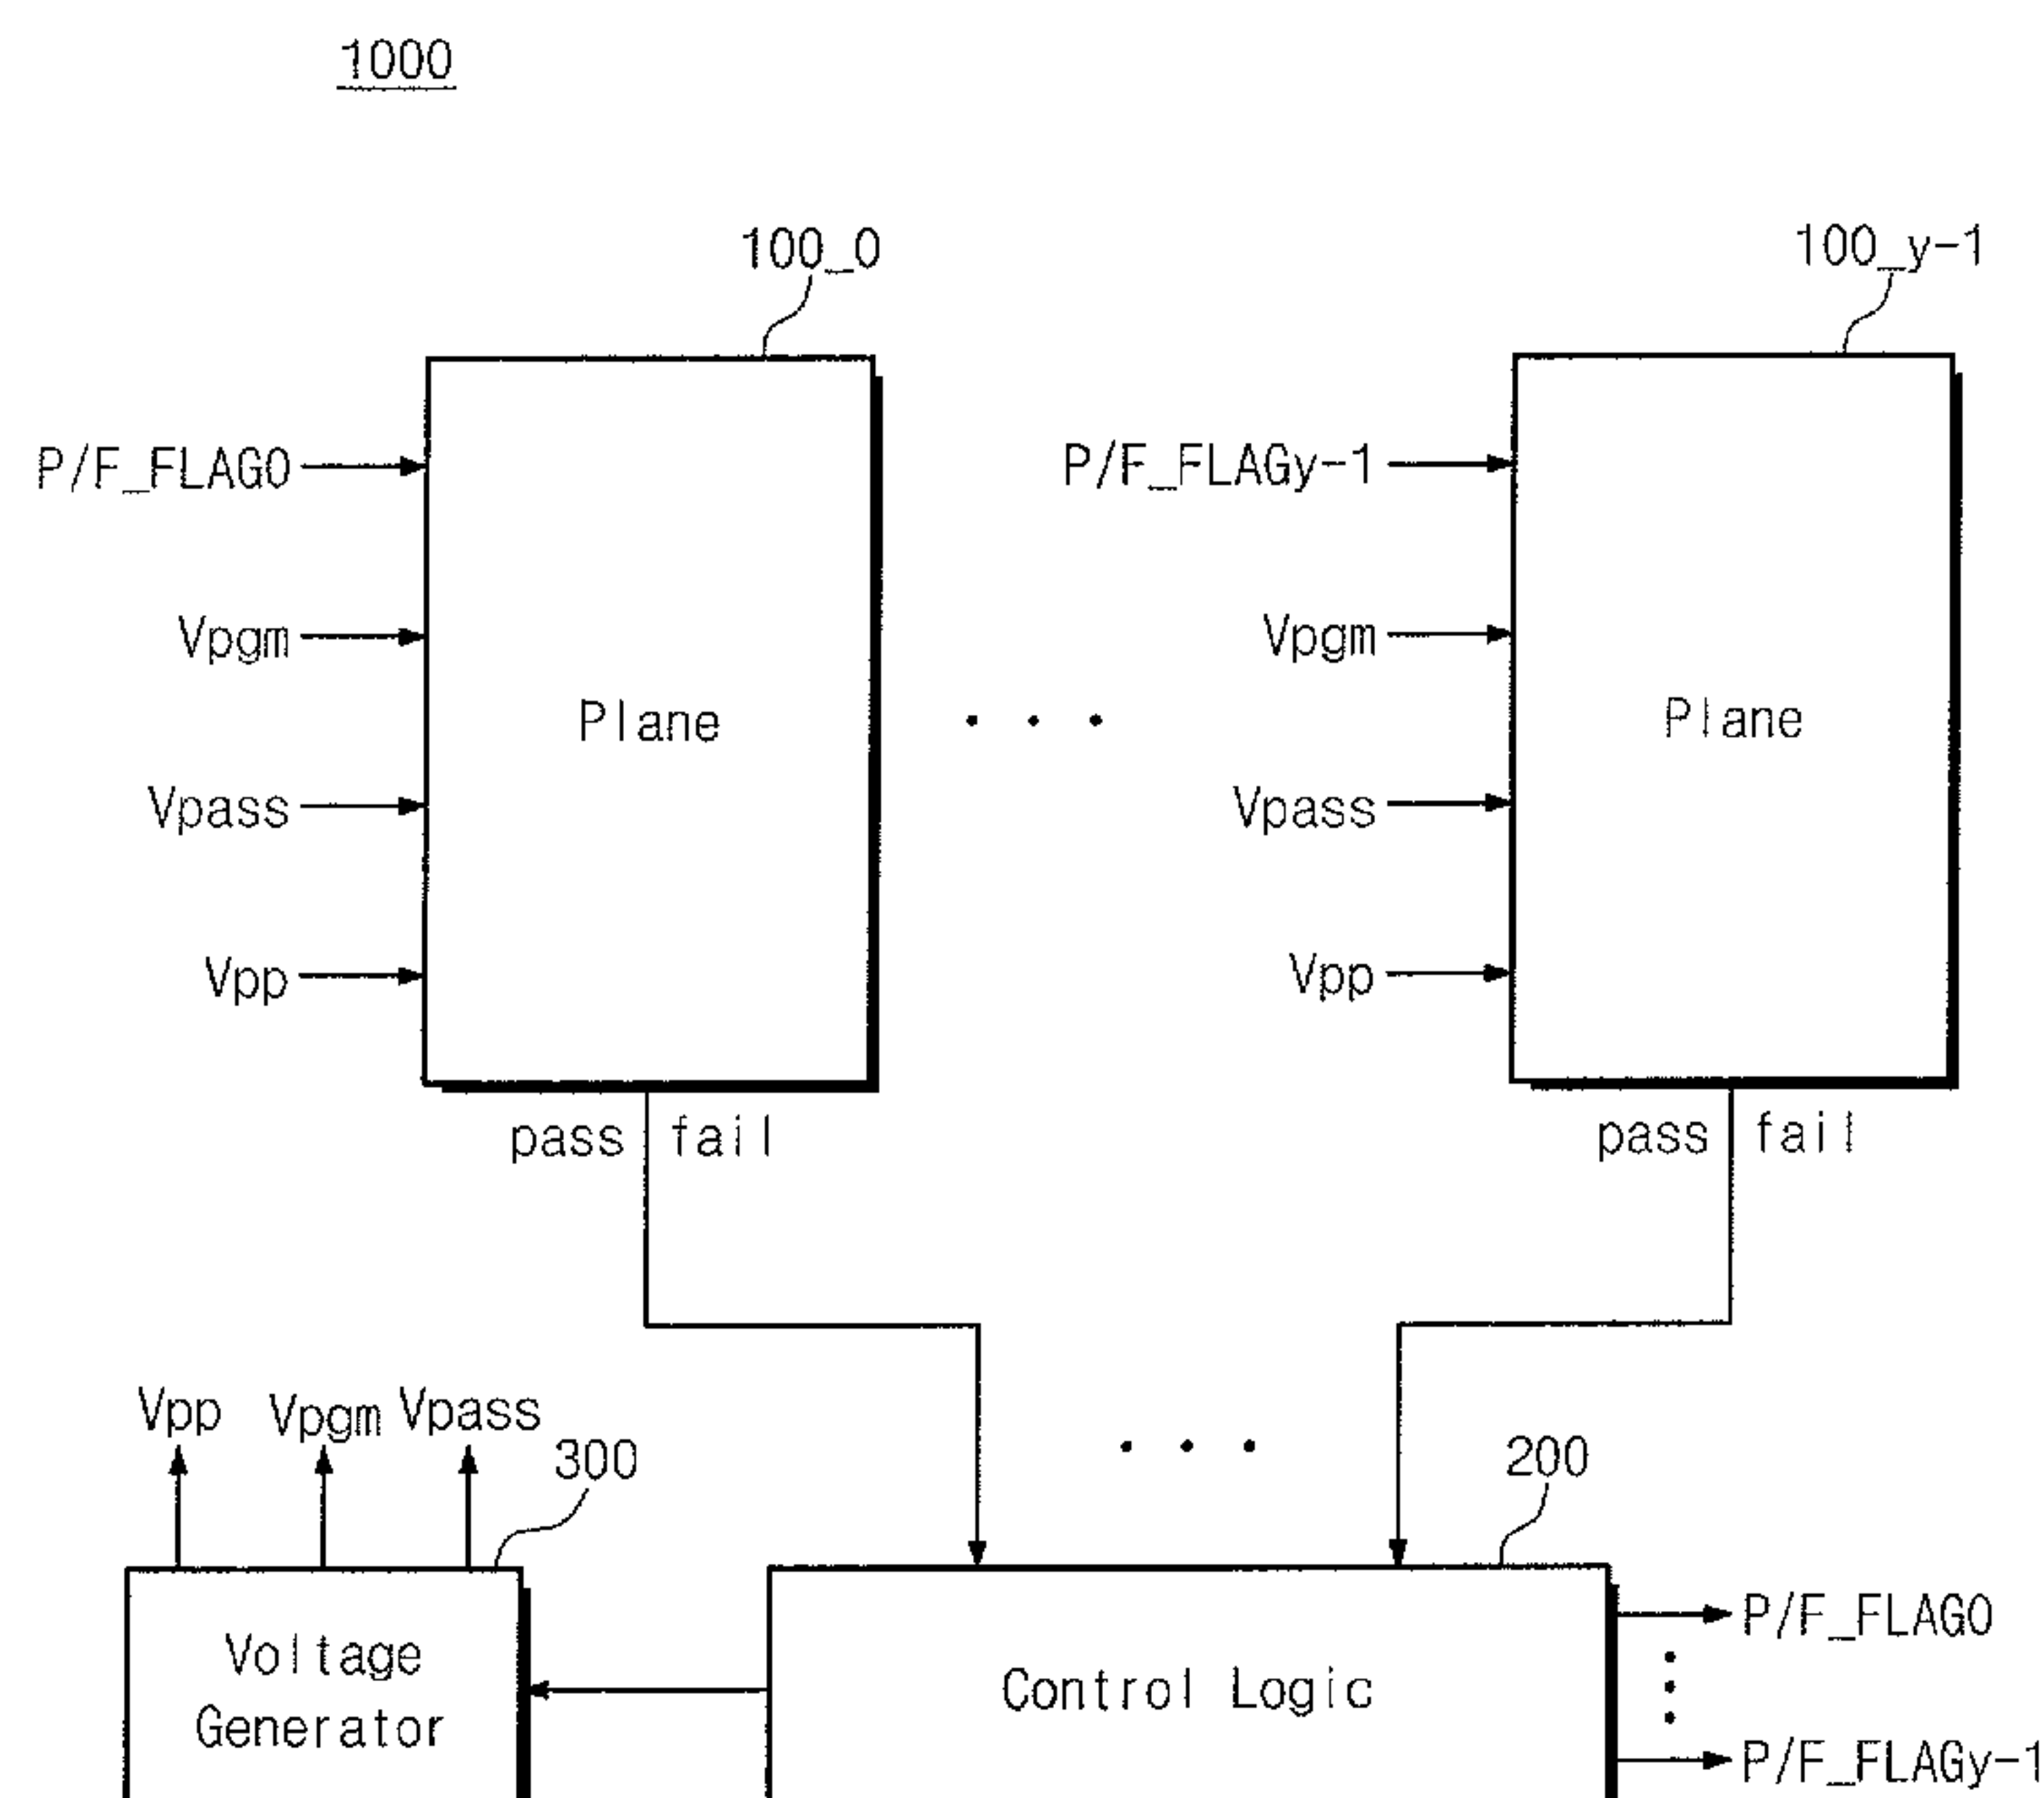 1000
100_0
100_y-1
P/F_FLAG0
P/F_FLAGy-1
Vpgm
Vpgm
Plane
Plane
Vpass
Vpass
Vpp
Vpp
pass fail
pass fail
Vpp Vpgm Vpass
300
200
Voltage
Generator
Control Logic
P/F_FLAG0
P/F_FLAGy-1